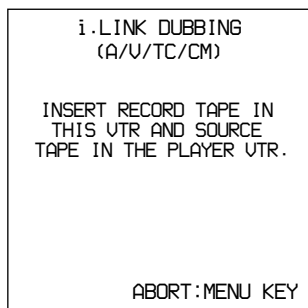 i.LINK DUBBING
(A/V/TC/CM)
INSERT RECORD TAPE IN
THIS VTR AND SOURCE
TAPE IN THE PLAYER VTR.
ABORT:MENU KEY